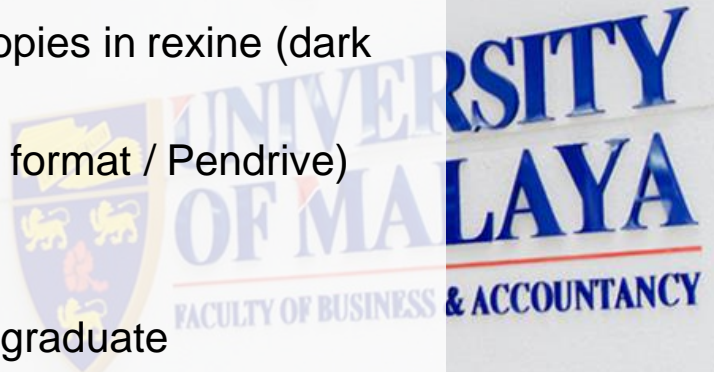 opies in rexine (dark
format / Pendrive)
graduate
UNIVERSITY
OF MALAYA
FACULTY OF BUSINESS & ACCOUNTANCY